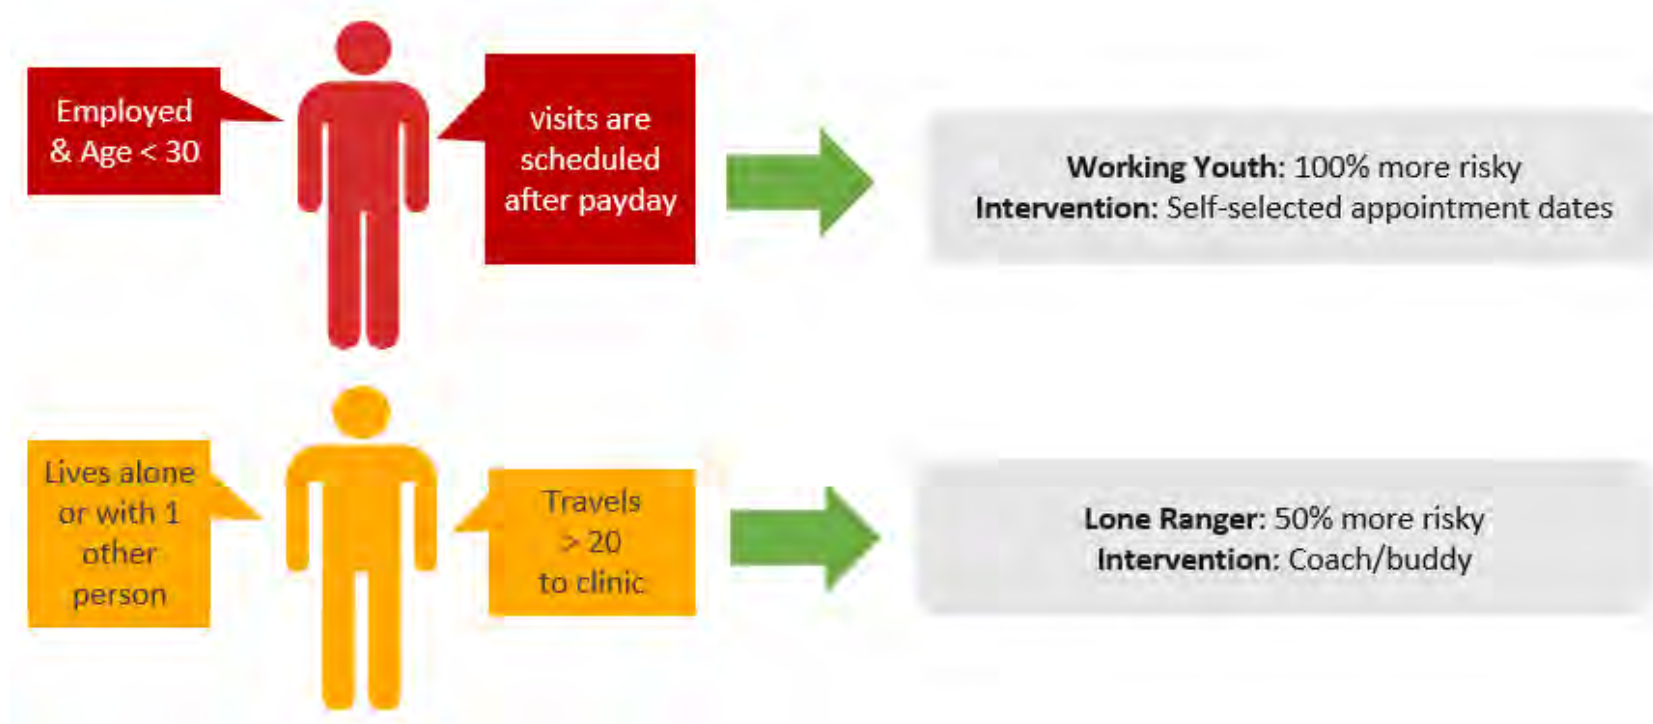 Employed
& Age < 30
visits are
scheduled
after payday
Working Youth: 100% more risky
Intervention: Self-selected appointment dates
Lives alone
or with 1
other
person
Travels
> 20
to clinic
Lone Ranger: 50% more risky
Intervention: Coach/buddy